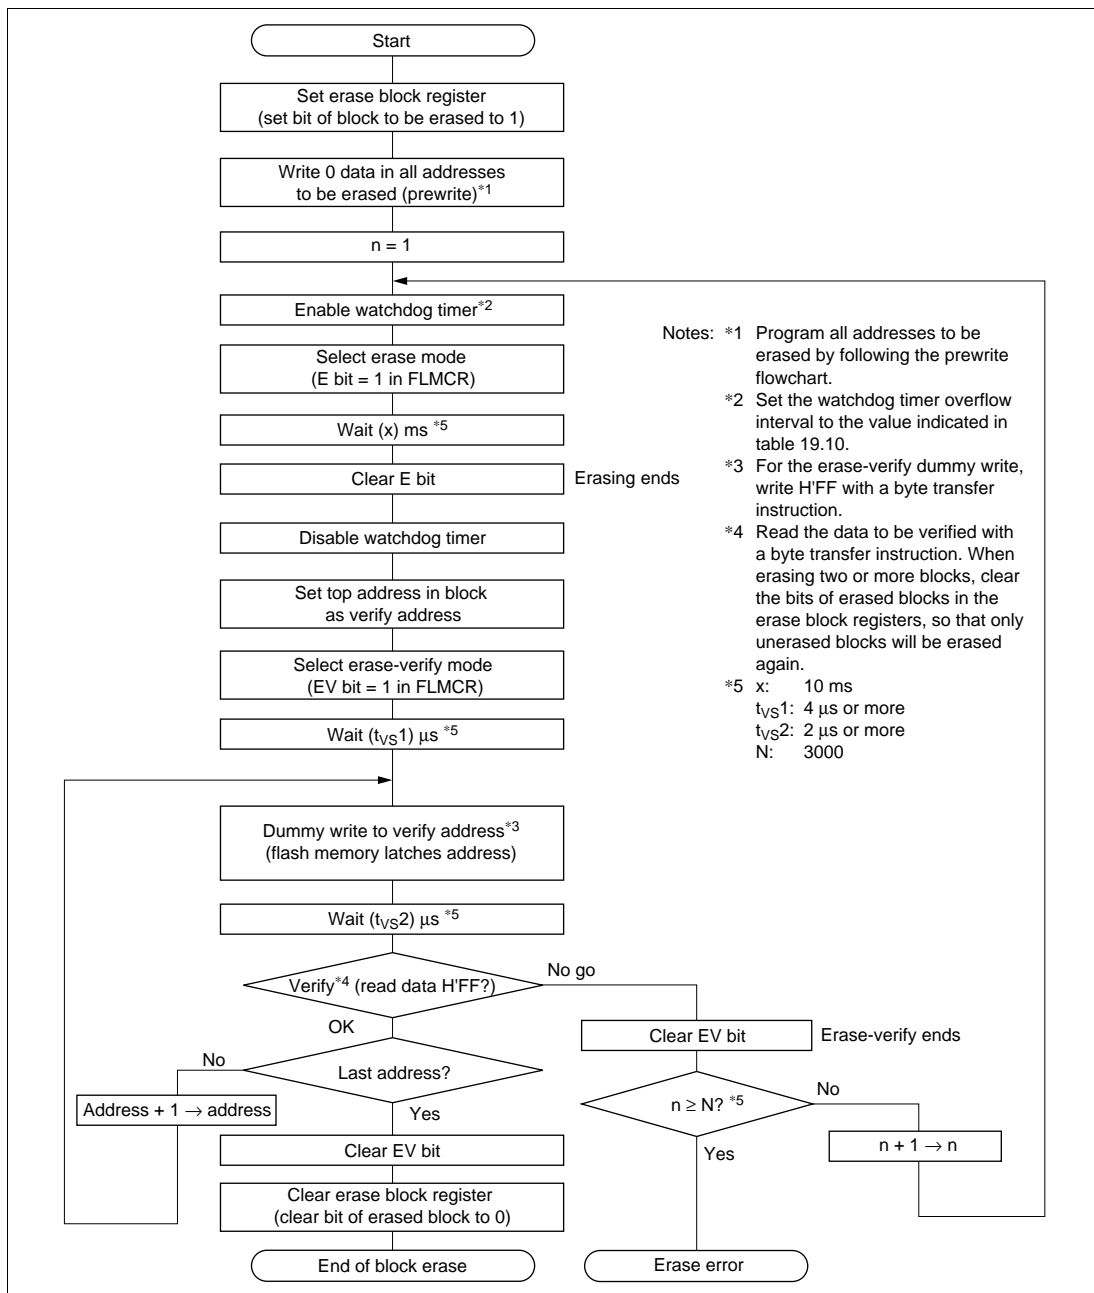 Start
Set erase block register
(set bit of block to be erased to 1)
Write 0 data in all addresses
to be erased (prewrite)*1
n = 1
Enable watchdog timer*2
Select erase mode
(E bit = 1 in FLMCR)
Wait (x) ms *5
Clear E bit
Erasing ends
Disable watchdog timer
Set top address in block
as verify address
Select erase-verify mode
(EV bit = 1 in FLMCR)
Wait (tVS1) μs *5
Dummy write to verify address*3
(flash memory latches address)
Wait (tVS2) μs *5
Verify*4 (read data H'FF?)
No go
OK
Clear EV bit
Erase-verify ends
No
Last address?
Address + 1 → address
Yes
n ≥ N? *5
No
Yes
n + 1 → n
Clear EV bit
Clear erase block register
(clear bit of erased block to 0)
End of block erase
Erase error
Notes: *1 Program all addresses to be
erased by following the prewrite
flowchart.
*2 Set the watchdog timer overflow
interval to the value indicated in
table 19.10.
*3 For the erase-verify dummy write,
write H'FF with a byte transfer
instruction.
*4 Read the data to be verified with
a byte transfer instruction. When
erasing two or more blocks, clear
the bits of erased blocks in the
erase block registers, so that only
unerased blocks will be erased
again.
*5 x: 10 ms
tVS1: 4 μs or more
tVS2: 2 μs or more
N: 3000